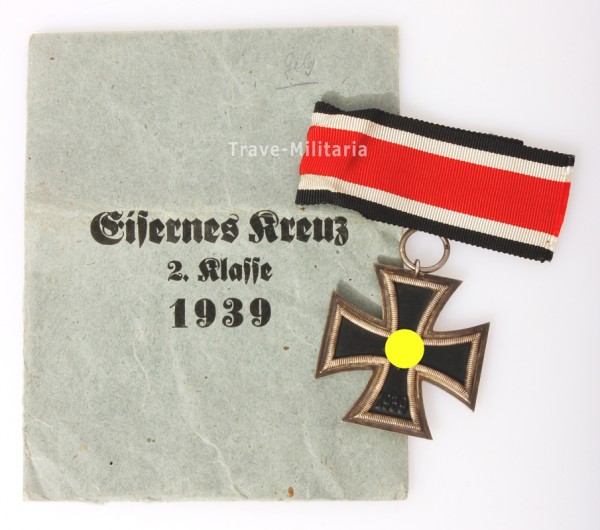 Trave-Militaria
Eisernes Kreuz
2. Klasse
1939